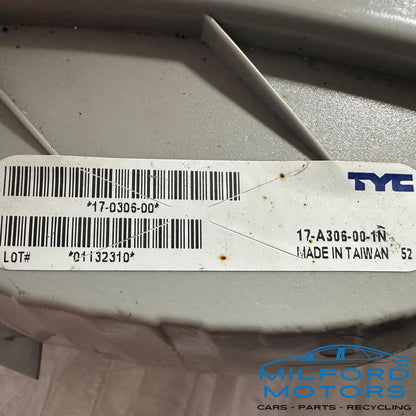 TYC
*17-0306-00*
17-A306-00-1N
LOT# *01132310*
MADE IN TAIWAN 52
MILFORD
MOTORS
CARS - PARTS - RECYCLING